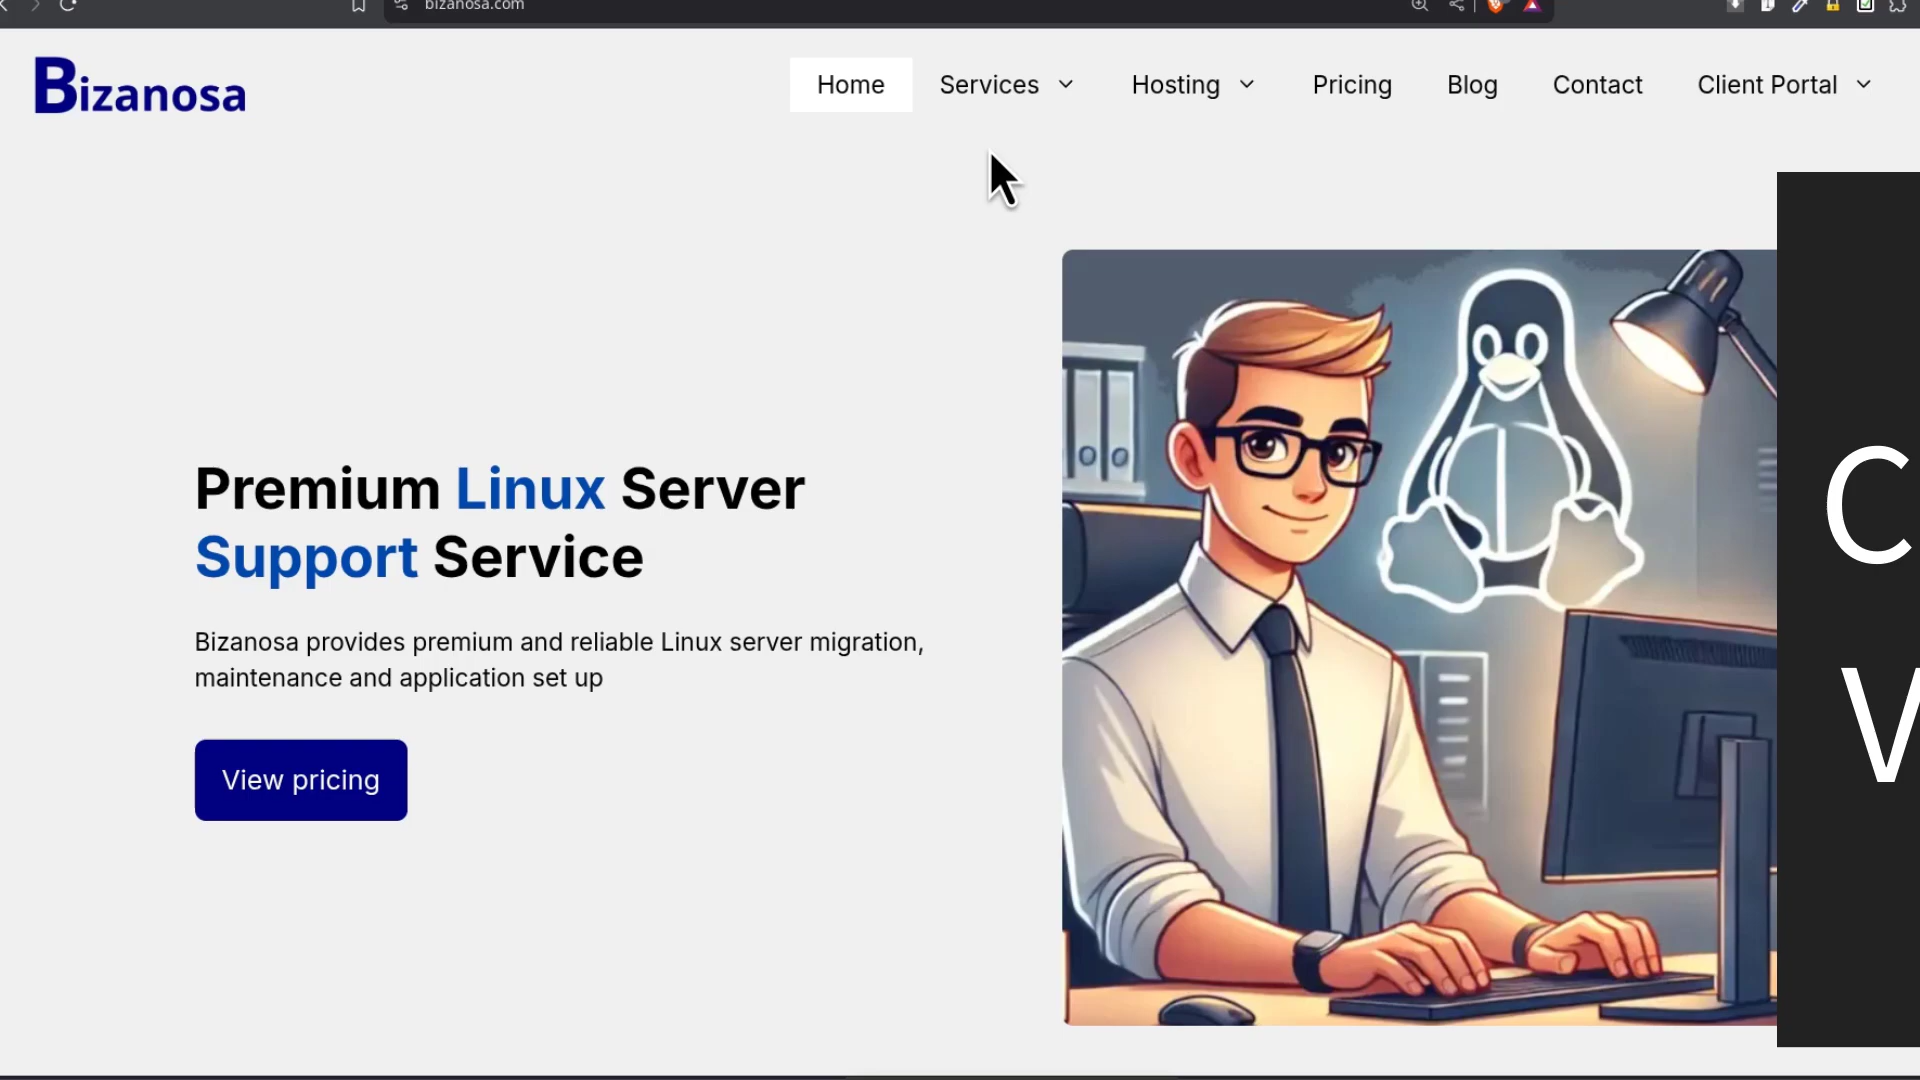 bizanosa.com
Bizanosa
Home Services Hosting Pricing Blog Contact Client Portal
Premium Linux Server
Support Service
Bizanosa provides premium and reliable Linux server migration,
maintenance and application set up
View pricing
C